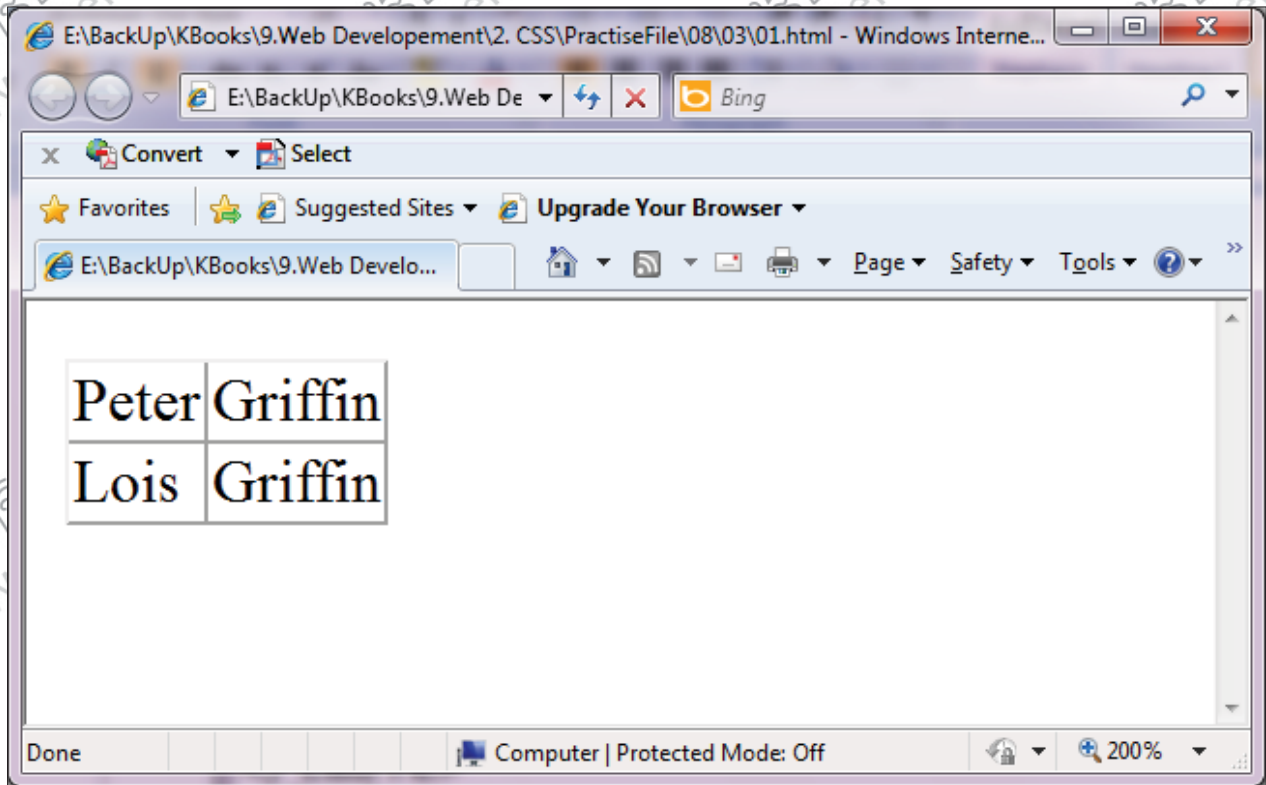 E:\BackUp\KBooks\9.Web Developement\2. CSS\PractiseFile\08\03\01.html - Windows Interne...
E:\BackUp\KBooks\9.Web De
Bing
x Convert Select
Favorites Suggested Sites Upgrade Your Browser
E:\BackUp\KBooks\9.Web Develo... Page Safety Tools »
Peter Griffin
Lois Griffin
Done Computer | Protected Mode: Off 200%